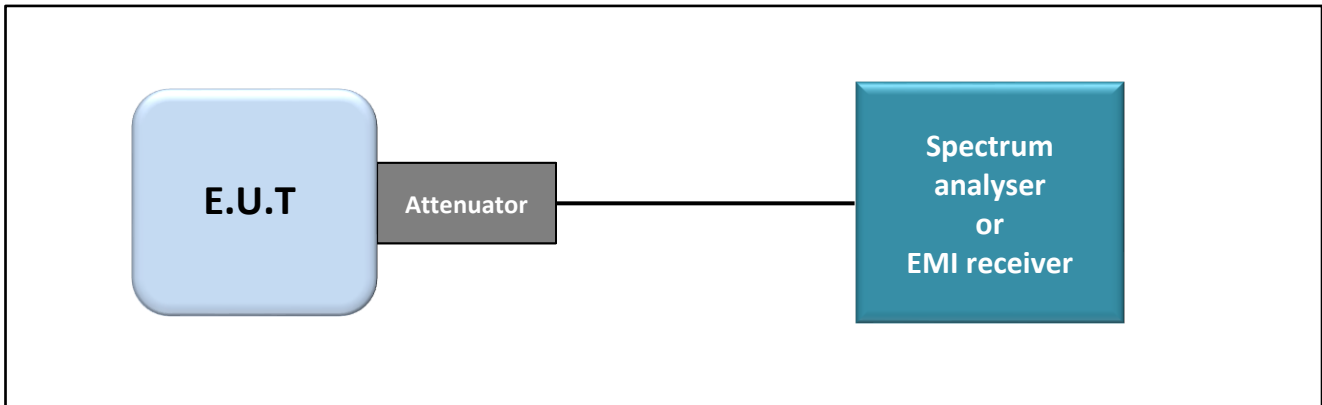 E.U.T
Attenuator
Spectrum
analyser
or
EMI receiver